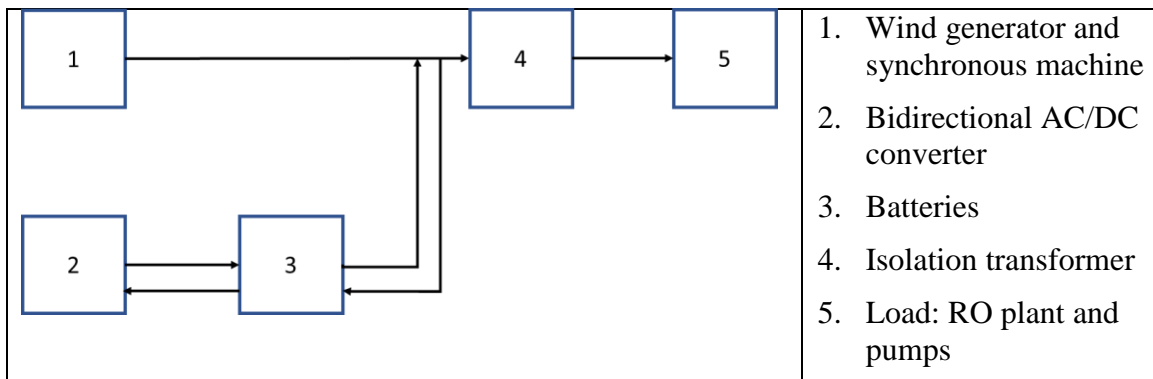 1
4
5
2
3
1. Wind generator and
synchronous machine
2. Bidirectional AC/DC
converter
3. Batteries
4. Isolation transformer
5. Load: RO plant and
pumps